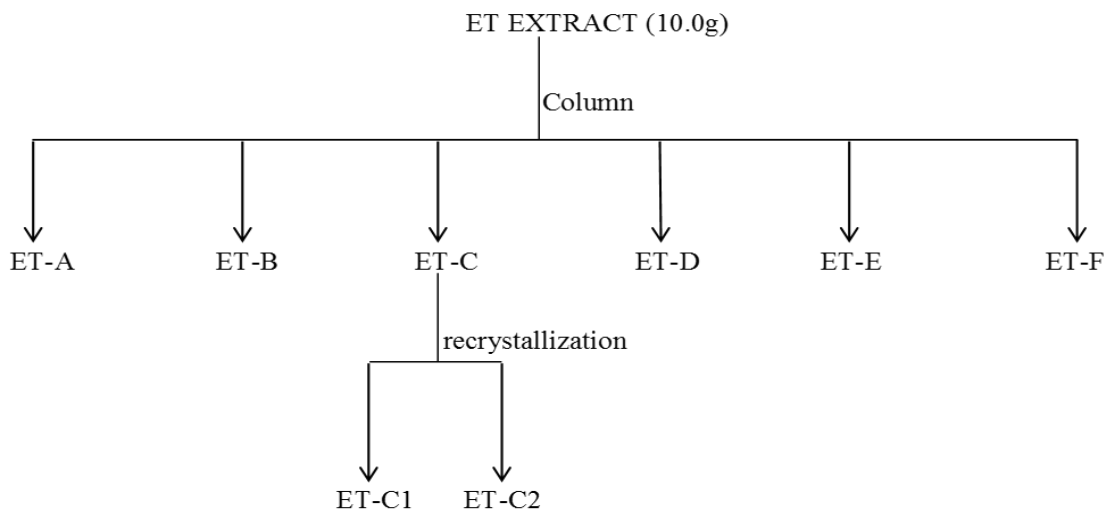 ET EXTRACT (10.0g)
Column
ET-A
ET-B
ET-C
ET-D
ET-E
ET-F
recrystallization
ET-C1
ET-C2